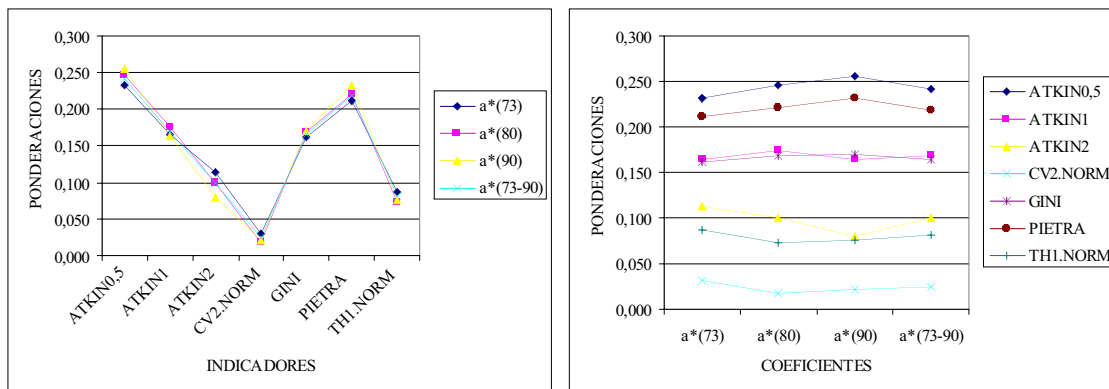 PONDERACIONES
0,300
0,250
0,200
0,150
0,100
0,050
0,000
ATKIN0,5
ATKIN1
ATKIN2
CV2.NORM
GINI
PIETRA
TH1.NORM
INDICADORES
a*(73)
a*(80)
a*(90)
a*(73-90)
PONDERACIONES
0,300
0,250
0,200
0,150
0,100
0,050
0,000
a*(73) a*(80) a*(90) a*(73-90)
COEFICIENTES
ATKIN0,5
ATKIN1
ATKIN2
CV2.NORM
GINI
PIETRA
TH1.NORM